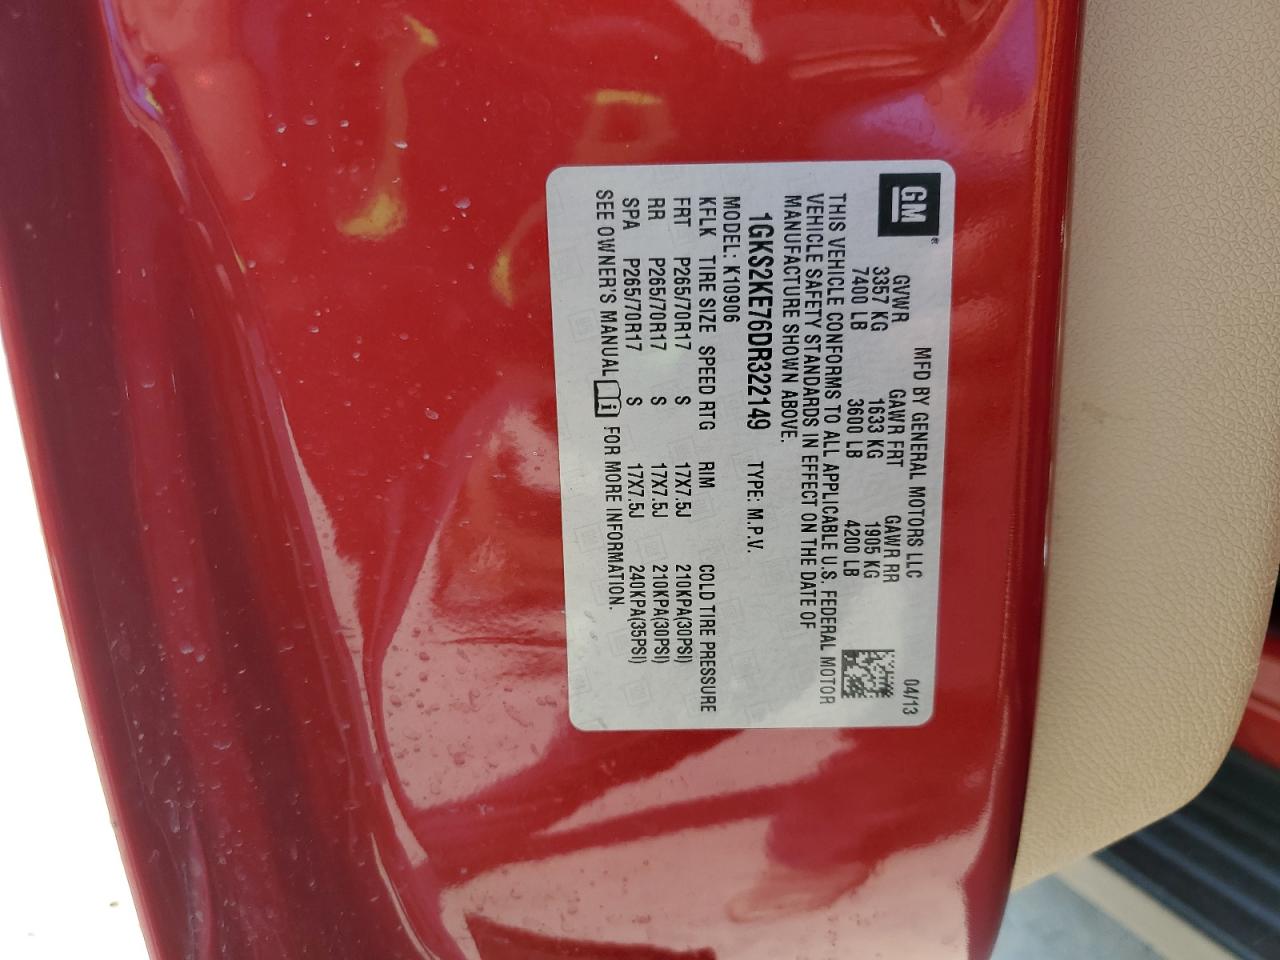 GM®
MFD BY GENERAL MOTORS LLC 04/13
GVWR GAWR FRT GAWR RR
3357 KG 1633 KG 1905 KG
7400 LB 3600 LB 4200 LB
THIS VEHICLE CONFORMS TO ALL APPLICABLE U.S. FEDERAL MOTOR
VEHICLE SAFETY STANDARDS IN EFFECT ON THE DATE OF
MANUFACTURE SHOWN ABOVE.
1GKS2KE76DR322149 TYPE: M.P.V.
MODEL: K10906
KFLK TIRE SIZE SPEED RTG RIM COLD TIRE PRESSURE
FRT P265/70R17 S 17X7.5J 210KPA(30PSI)
RR P265/70R17 S 17X7.5J 210KPA(30PSI)
SPA P265/70R17 S 17X7.5J 240KPA(35PSI)
SEE OWNER'S MANUAL i FOR MORE INFORMATION.